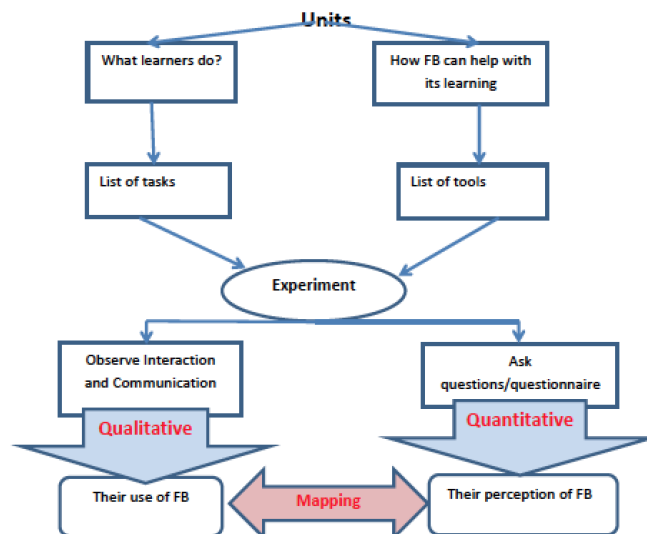 Units
What learners do?
How FB can help with
its learning
List of tasks
List of tools
Experiment
Observe Interaction
and Communication
Ask
questions/questionnaire
Qualitative
Quantitative
Their use of FB
Mapping
Their perception of FB